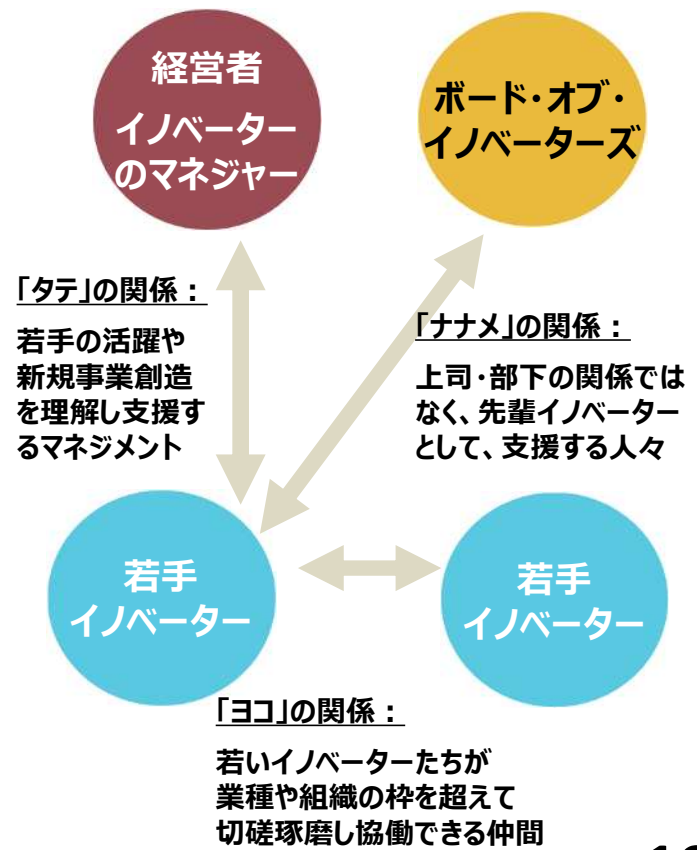 経営者
イノベーター
のマネジャー
ボード・オブ・
イノベーターズ
「タテ」の関係：
若手の活躍や
新規事業創造
を理解し支援す
るマネジメント
「ナナメ」の関係：
上司・部下の関係では
なく、先輩イノベーター
として、支援する人々
若手
イノベーター
若手
イノベーター
「ヨコ」の関係：
若いイノベーターたちが
業種や組織の枠を超えて
切磋琢磨し協働できる仲間